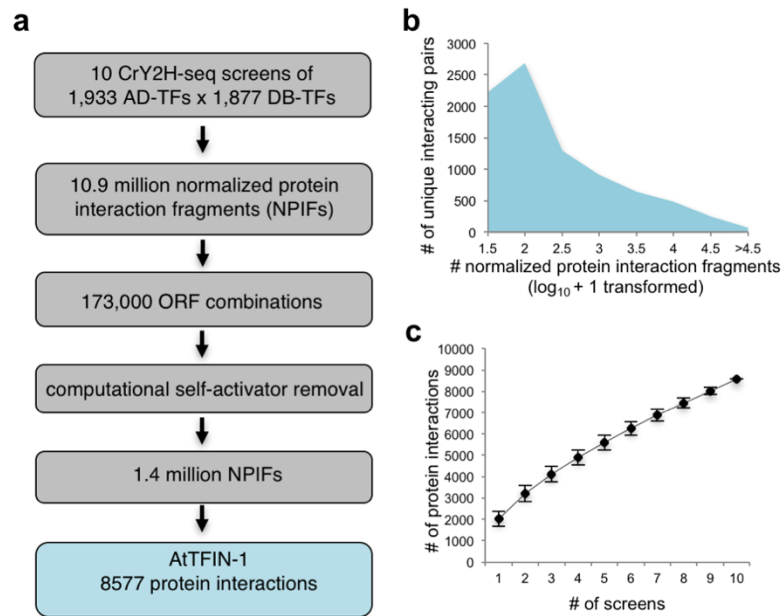 a
10 CrY2H-seq screens of
1,933 AD-TFs x 1,877 DB-TFs
10.9 million normalized protein
interaction fragments (NPIFs)
173,000 ORF combinations
computational self-activator removal
1.4 million NPIFs
AtTFIN-1
8577 protein interactions
b
# of unique interacting pairs
3000
2500
2000
1500
1000
500
0
1.5 2 2.5 3 3.5 4 4.5 >4.5
# normalized protein interaction fragments
(log₁₀ + 1 transformed)
c
# of protein interactions
10000
9000
8000
7000
6000
5000
4000
3000
2000
1000
0
1 2 3 4 5 6 7 8 9 10
# of screens